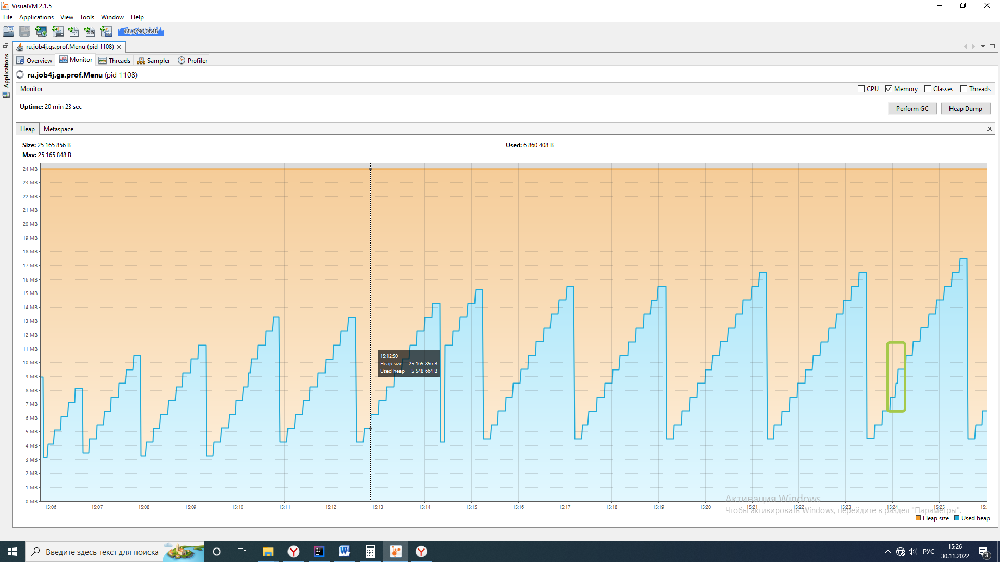 VisualVM 2.1.5
File Applications View Tools Window Help
68,0/90,0MB
Applications
ru.job4j.gs.prof.Menu (pid 1108)
Overview Monitor Threads Sampler Profiler
ru.job4j.gs.prof.Menu (pid 1108)
Monitor
CPU Memory Classes Threads
Uptime: 20 min 23 sec
Perform GC Heap Dump
Heap Metaspace
Size: 25 165 856 B
Used: 6 860 408 B
Max: 25 165 848 B
24 MB
23 MB
22 MB
21 MB
20 MB
19 MB
18 MB
17 MB
16 MB
15 MB
14 MB
13 MB
12 MB
11 MB
10 MB
9 MB
8 MB
7 MB
6 MB
5 MB
4 MB
3 MB
2 MB
1 MB
0 MB
15:12:50
Heap size 25 165 856 B
Used heap 5 548 664 B
15:06 15:07 15:08 15:09 15:10 15:11 15:12 15:13 15:14 15:15 15:16 15:17 15:18 15:19 15:20 15:21 15:22 15:23 15:24 15:25
Активация Windows
Чтобы активировать Windows, перейдите в раздел "Параметры".
Heap size Used heap
Введите здесь текст для поиска
РУС
15:26
30.11.2022
3